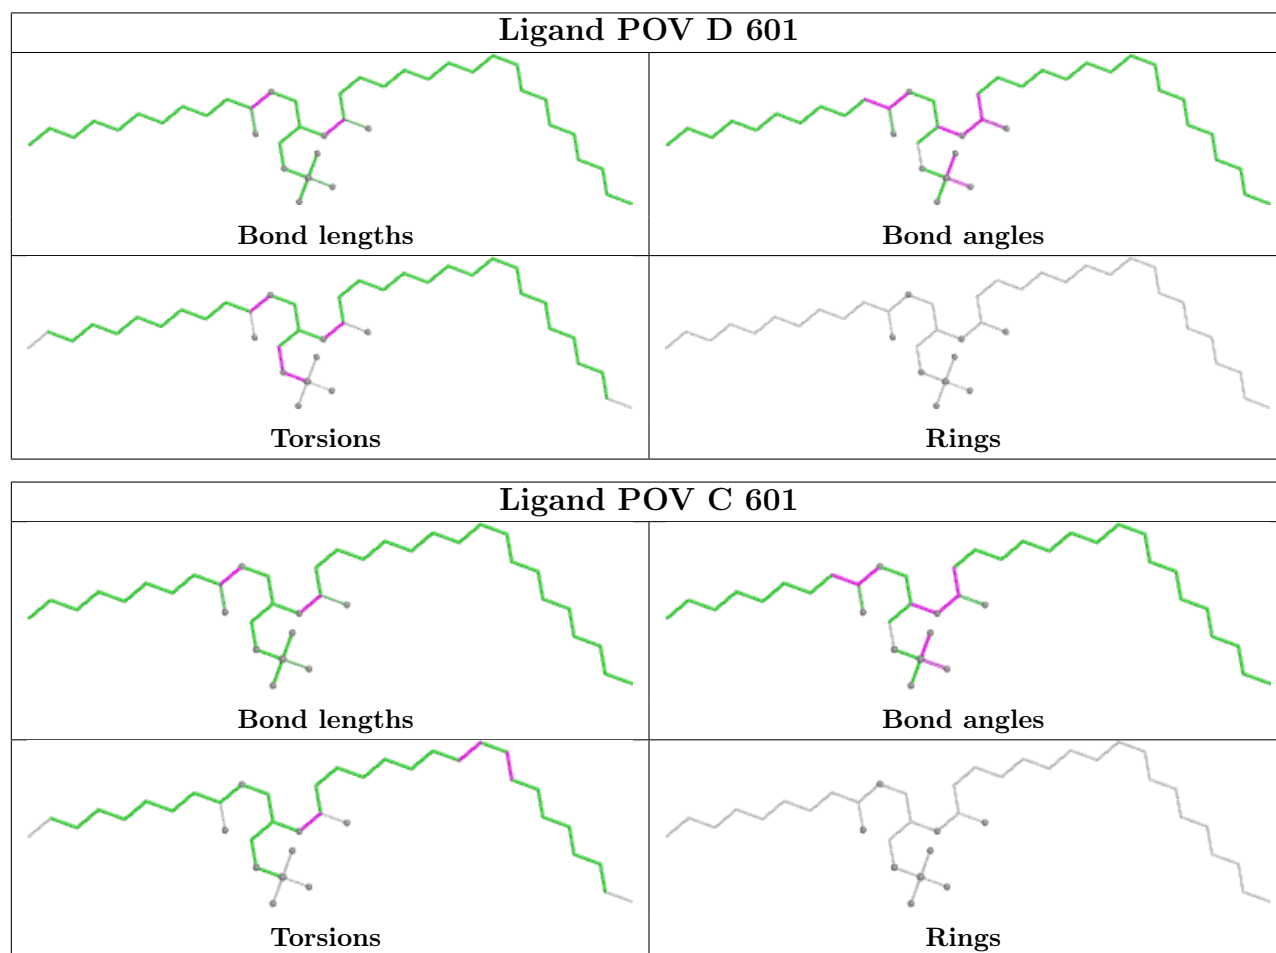 Ligand POV D 601
Bond lengths
Bond angles
Torsions
Rings
Ligand POV C 601
Bond lengths
Bond angles
Torsions
Rings